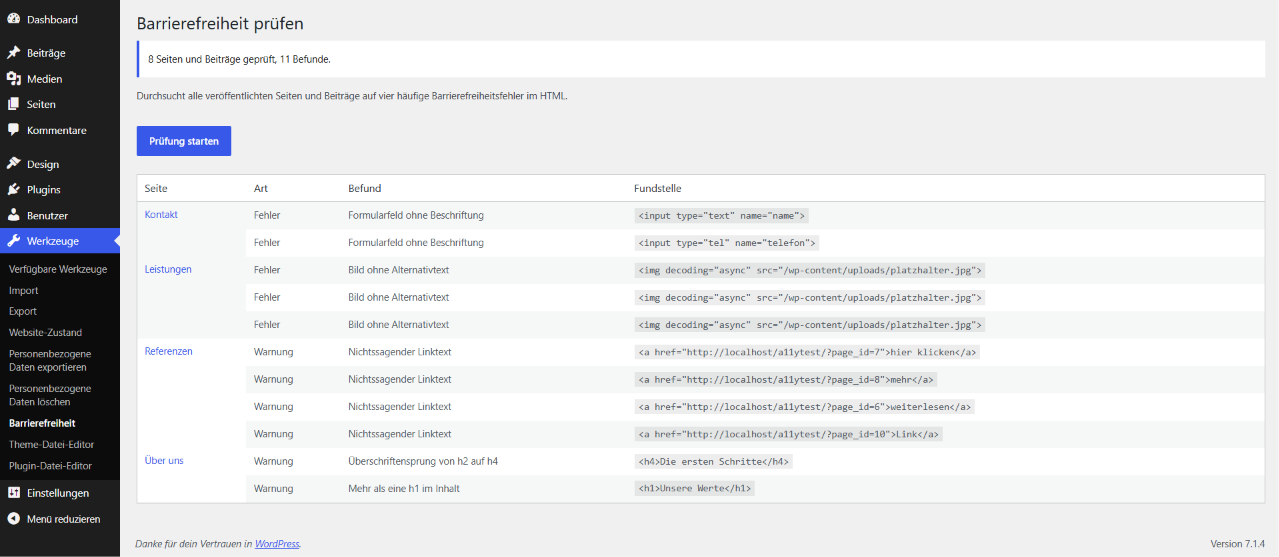 Dashboard
Beiträge
Medien
Seiten
Kommentare
Design
Plugins
Benutzer
Werkzeuge
Verfügbare Werkzeuge
Import
Export
Website-Zustand
Personenbezogene
Daten exportieren
Personenbezogene
Daten löschen
Barrierefreiheit
Theme-Datei-Editor
Plugin-Datei-Editor
Einstellungen
Menü reduzieren
Barrierefreiheit prüfen
8 Seiten und Beiträge geprüft, 11 Befunde.
Durchsucht alle veröffentlichten Seiten und Beiträge auf vier häufige Barrierefreiheitsfehler im HTML.
Prüfung starten
Seite Art Befund Fundstelle
Kontakt Fehler Formularfeld ohne Beschriftung <input type="text" name="name">
Fehler Formularfeld ohne Beschriftung <input type="tel" name="telefon">
Leistungen Fehler Bild ohne Alternativtext <img decoding="async" src="/wp-content/uploads/platzhalter.jpg">
Fehler Bild ohne Alternativtext <img decoding="async" src="/wp-content/uploads/platzhalter.jpg">
Fehler Bild ohne Alternativtext <img decoding="async" src="/wp-content/uploads/platzhalter.jpg">
Referenzen Warnung Nichtssagender Linktext <a href="http://localhost/a11ytest/?page_id=7">hier klicken</a>
Warnung Nichtssagender Linktext <a href="http://localhost/a11ytest/?page_id=8">mehr</a>
Warnung Nichtssagender Linktext <a href="http://localhost/a11ytest/?page_id=6">weiterlesen</a>
Warnung Nichtssagender Linktext <a href="http://localhost/a11ytest/?page_id=10">Link</a>
Über uns Warnung Überschriftensprung von h2 auf h4 <h4>Die ersten Schritte</h4>
Warnung Mehr als eine h1 im Inhalt <h1>Unsere Werte</h1>
Danke für dein Vertrauen in WordPress. Version 7.1.4